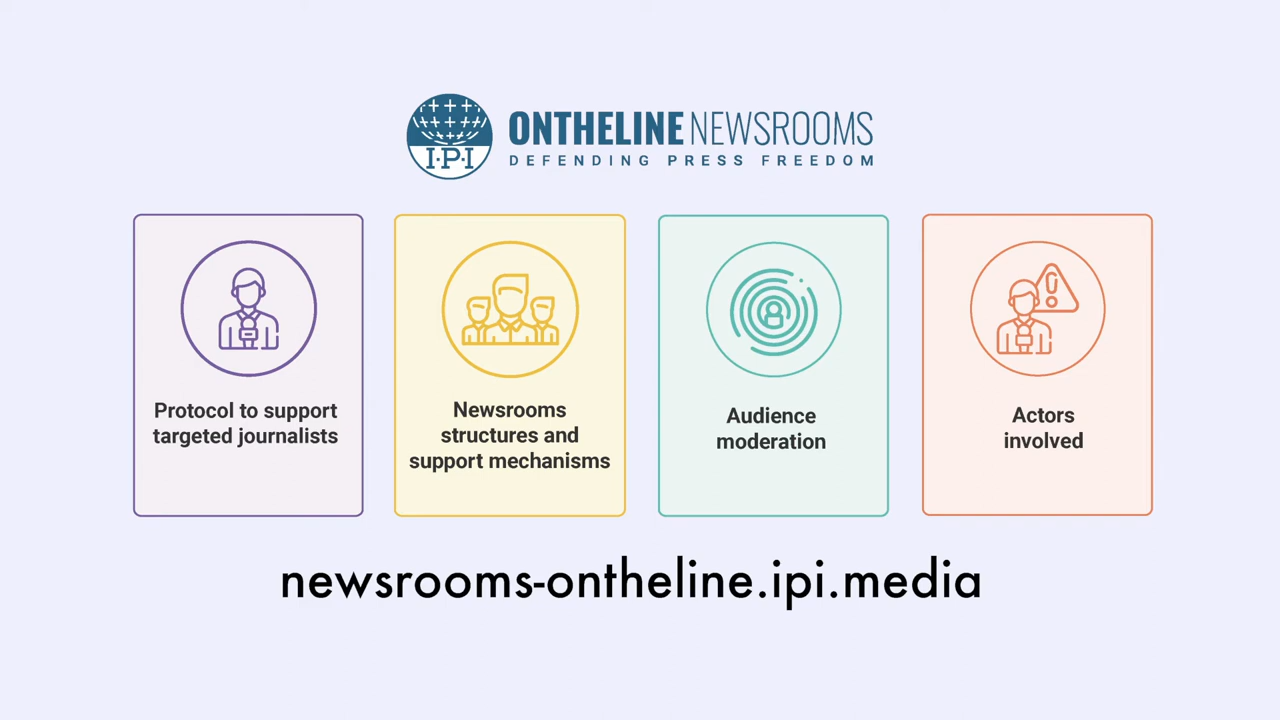 I·P·I
ONTHELINE NEWSROOMS
DEFENDING PRESS FREEDOM
Protocol to support
targeted journalists
Newsrooms
structures and
support mechanisms
Audience
moderation
Actors
involved
newsrooms-ontheline.ipi.media